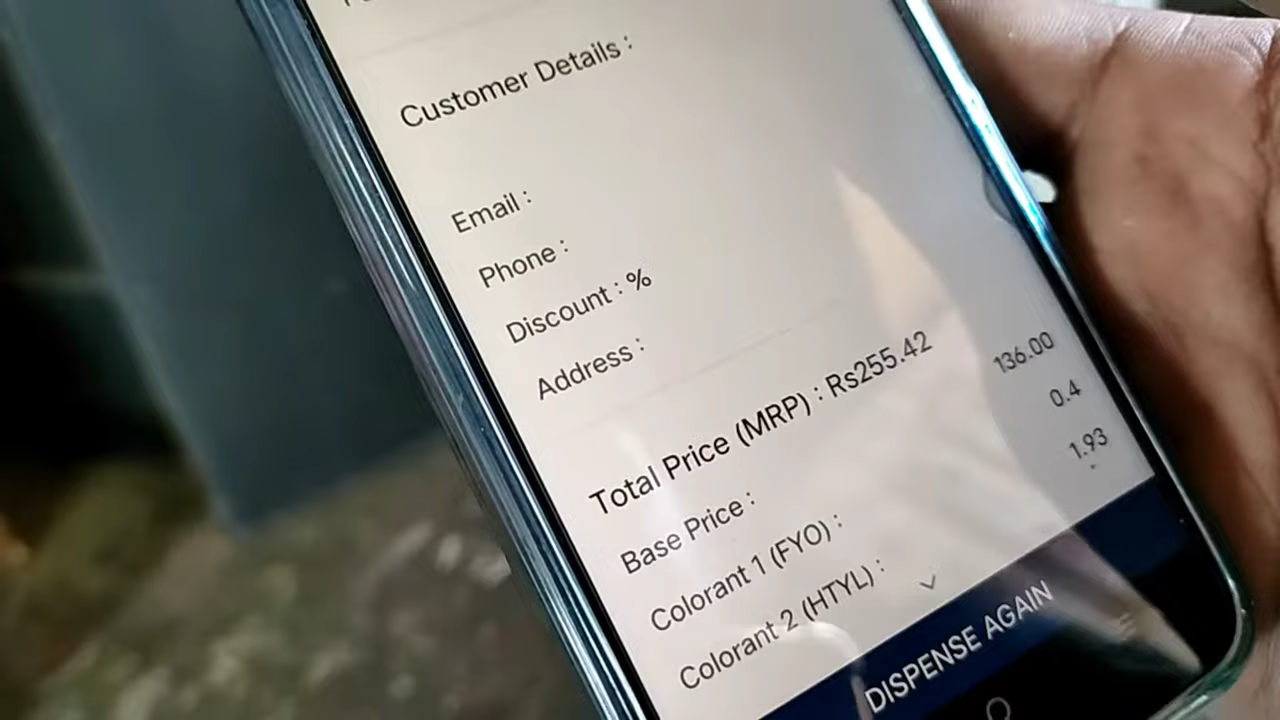 Customer Details :
Email :
Phone :
Discount : %
Address :
Total Price (MRP) : Rs255.42
Base Price : 136.00
Colorant 1 (FYO) : 0.4
Colorant 2 (HTYL) : 1.93
DISPENSE AGAIN